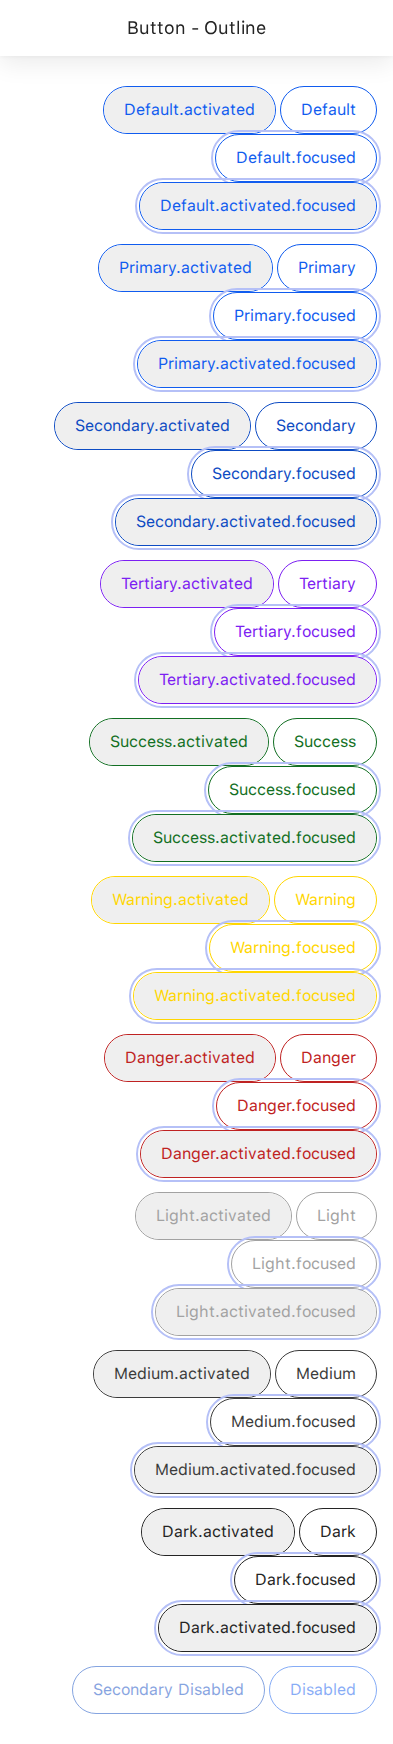 Button - Outline
Default.activated Default
Default.focused
Default.activated.focused
Primary.activated Primary
Primary.focused
Primary.activated.focused
Secondary.activated Secondary
Secondary.focused
Secondary.activated.focused
Tertiary.activated Tertiary
Tertiary.focused
Tertiary.activated.focused
Success.activated Success
Success.focused
Success.activated.focused
Warning.activated Warning
Warning.focused
Warning.activated.focused
Danger.activated Danger
Danger.focused
Danger.activated.focused
Light.activated Light
Light.focused
Light.activated.focused
Medium.activated Medium
Medium.focused
Medium.activated.focused
Dark.activated Dark
Dark.focused
Dark.activated.focused
Secondary Disabled Disabled